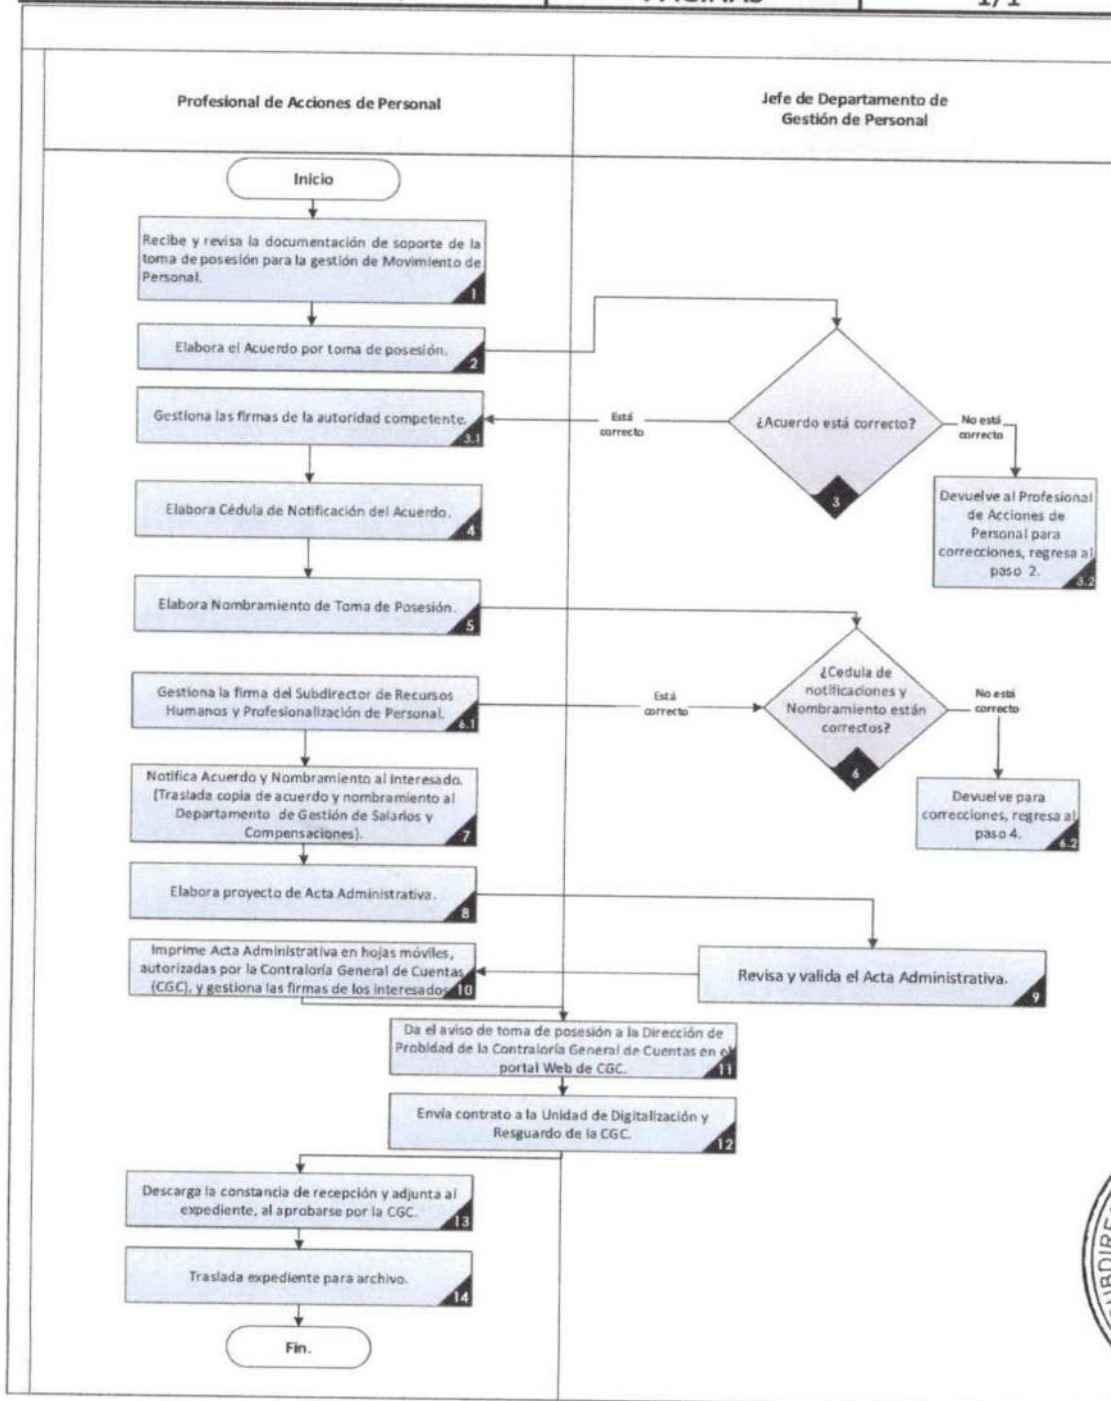 PÁGINAS
1/1
Profesional de Acciones de Personal
Jefe de Departamento de
Gestión de Personal
Inicio
Recibe y revisa la documentación de soporte de la
toma de posesión para la gestión de Movimiento de
Personal.
1
Elabora el Acuerdo por toma de posesión.
2
¿Acuerdo está correcto?
3
Está
correcto
No está
correcto
Gestiona las firmas de la autoridad competente.
3.1
Devuelve al Profesional
de Acciones de
Personal para
correcciones, regresa al
paso 2.
3.2
Elabora Cédula de Notificación del Acuerdo.
4
Elabora Nombramiento de Toma de Posesión.
5
¿Cedula de
notificaciones y
Nombramiento están
correctos?
6
Está
correcto
No está
correcto
Gestiona la firma del Subdirector de Recursos
Humanos y Profesionalización de Personal.
6.1
Devuelve para
correcciones, regresa al
paso 4.
6.2
Notifica Acuerdo y Nombramiento al Interesado.
(Traslada copia de acuerdo y nombramiento al
Departamento de Gestión de Salarios y
Compensaciones).
7
Elabora proyecto de Acta Administrativa.
8
Revisa y valida el Acta Administrativa.
9
Imprime Acta Administrativa en hojas móviles,
autorizadas por la Contraloría General de Cuentas
(CGC), y gestiona las firmas de los interesados
10
Da el aviso de toma de posesión a la Dirección de
Probidad de la Contraloría General de Cuentas en el
portal Web de CGC.
11
Envía contrato a la Unidad de Digitalización y
Resguardo de la CGC.
12
Descarga la constancia de recepción y adjunta al
expediente, al aprobarse por la CGC.
13
Traslada expediente para archivo.
14
Fin.